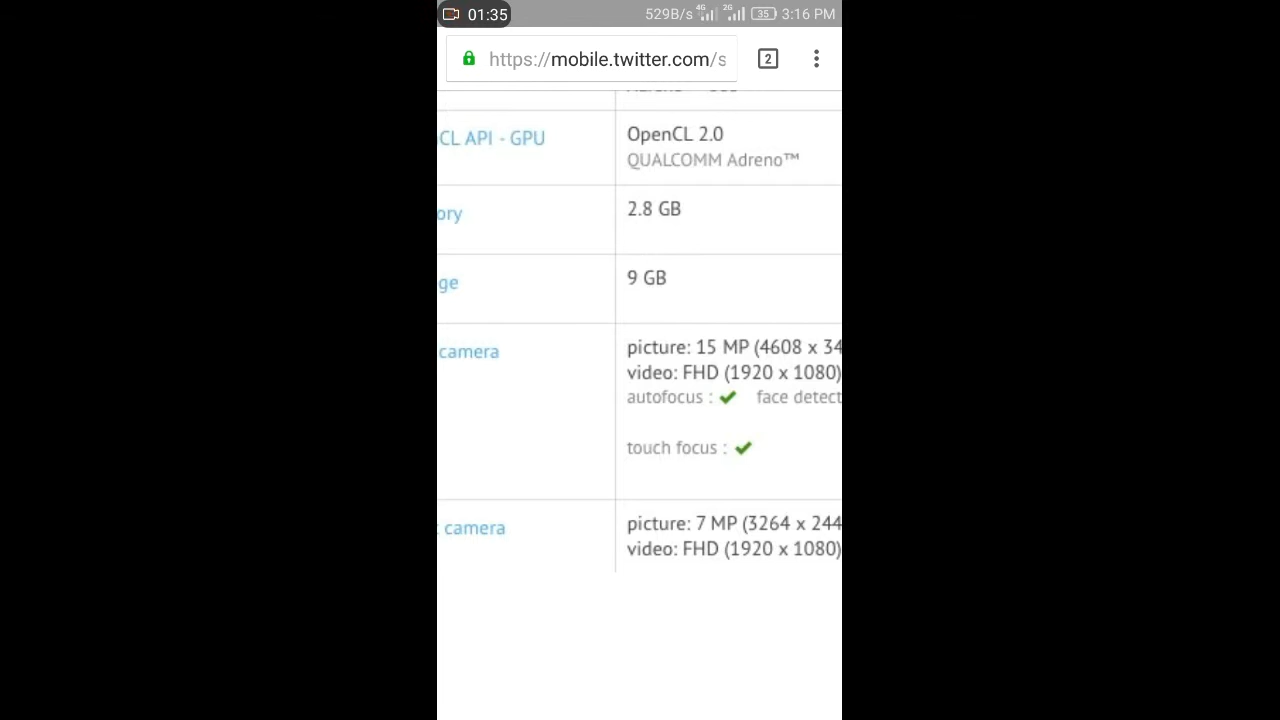 01:35 529B/s 4G 2G 35 3:16 PM
https://mobile.twitter.com/s 2
CL API - GPU OpenCL 2.0
QUALCOMM Adreno™
ory 2.8 GB
ge 9 GB
camera picture: 15 MP (4608 x 34
video: FHD (1920 x 1080)
autofocus : ✔ face detect
touch focus : ✔
camera picture: 7 MP (3264 x 244
video: FHD (1920 x 1080)